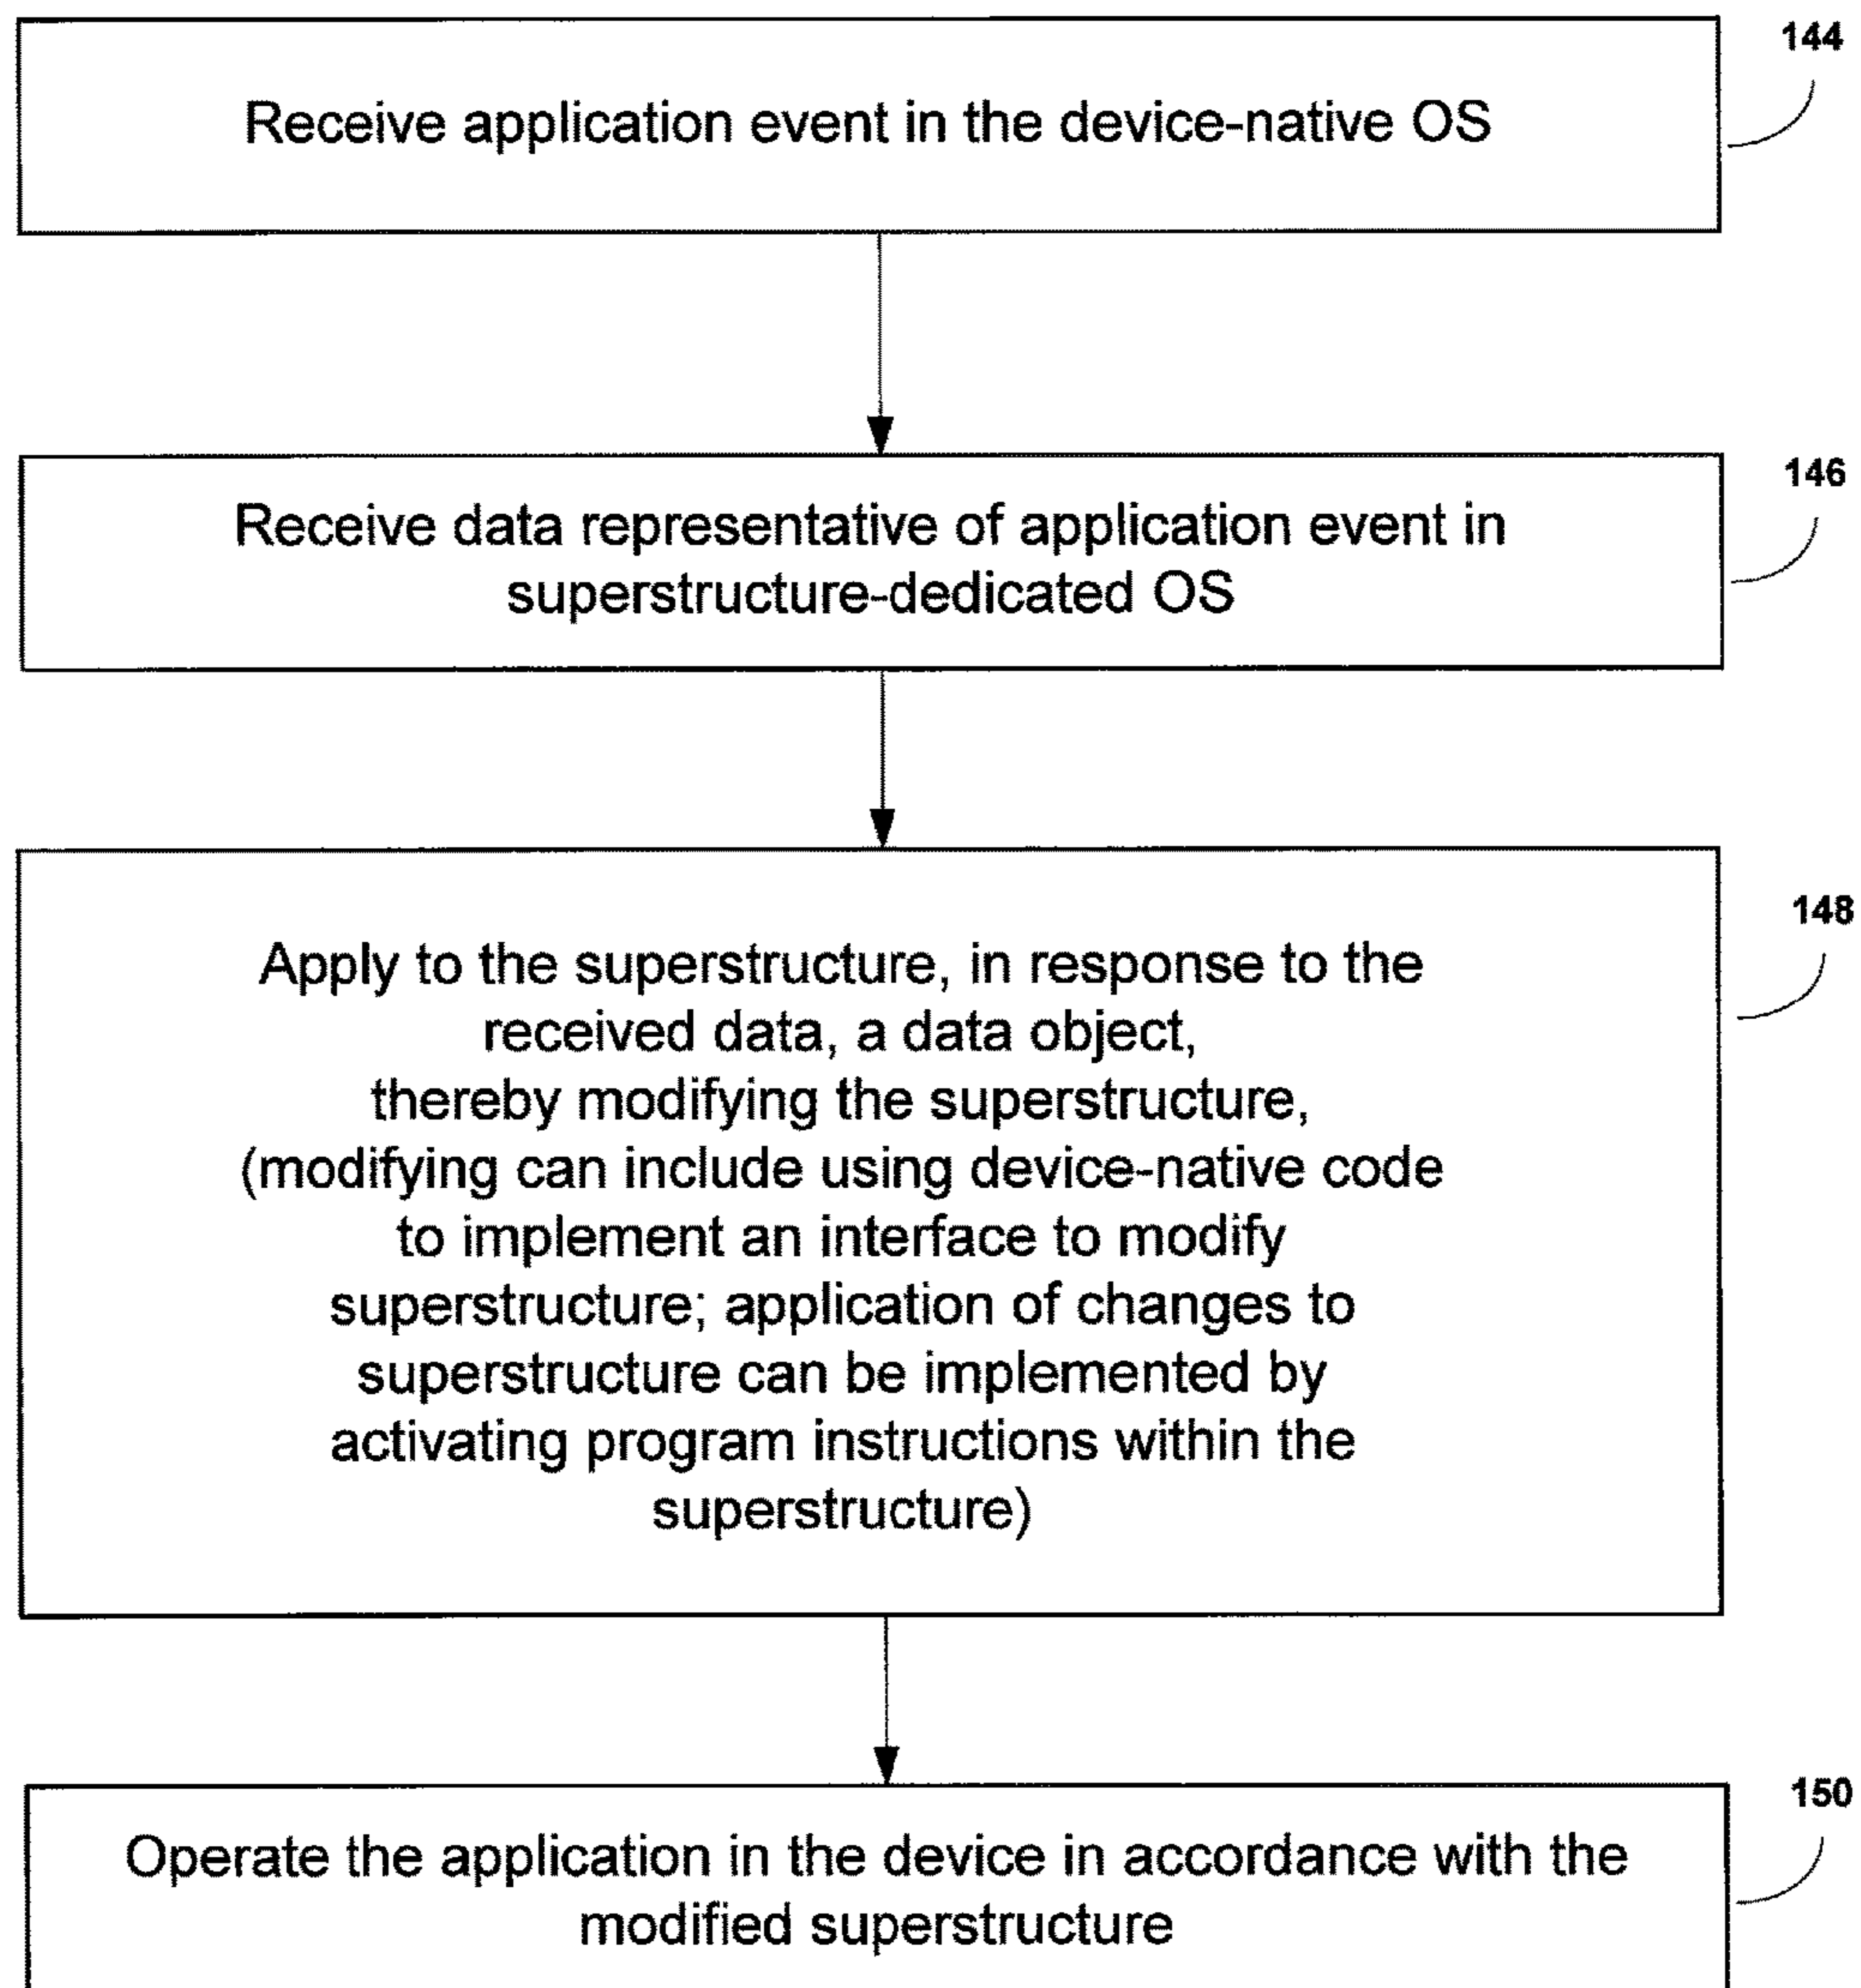 144
Receive application event in the device-native OS
146
Receive data representative of application event in
superstructure-dedicated OS
148
Apply to the superstructure, in response to the
received data, a data object,
thereby modifying the superstructure,
(modifying can include using device-native code
to implement an interface to modify
superstructure; application of changes to
superstructure can be implemented by
activating program instructions within the
superstructure)
150
Operate the application in the device in accordance with the
modified superstructure